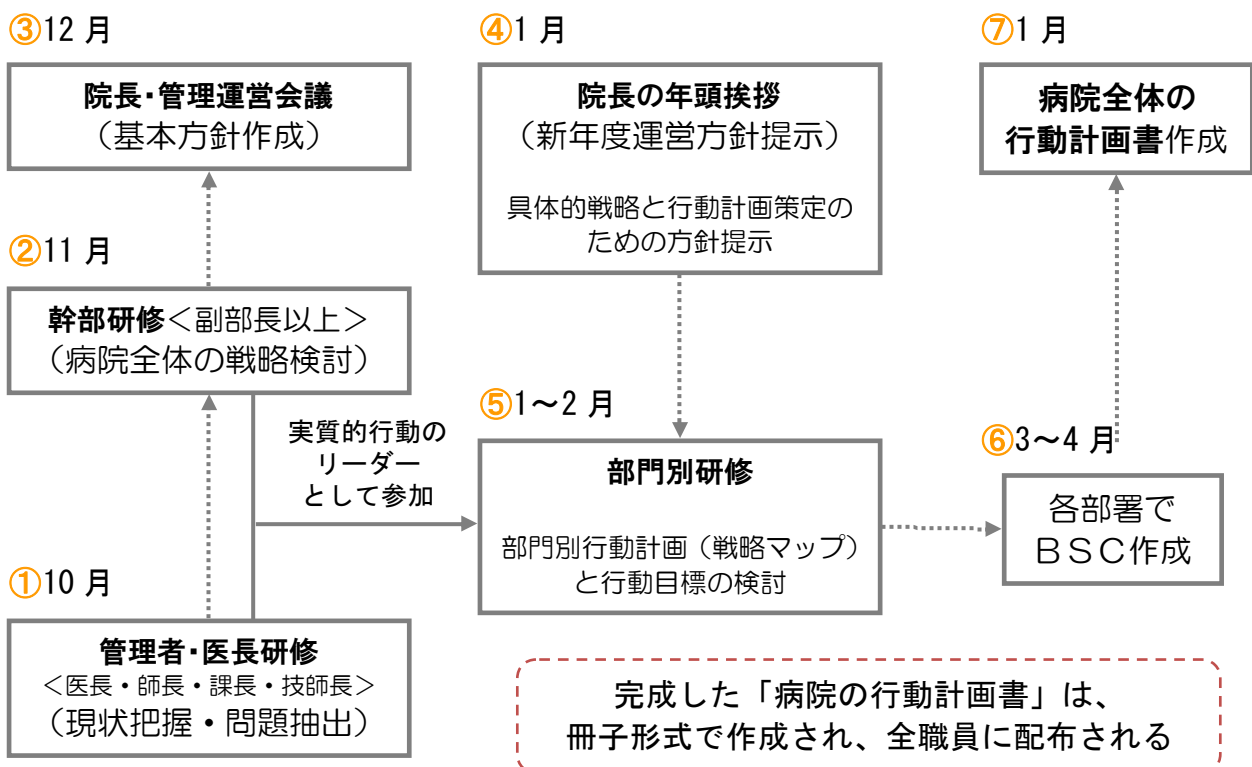 ③12 月
院長・管理運営会議
（基本方針作成）
②11 月
幹部研修＜副部長以上＞
（病院全体の戦略検討）
実質的行動の
リーダー
として参加
①10 月
管理者・医長研修
＜医長・師長・課長・技師長＞
（現状把握・問題抽出）
④1 月
院長の年頭挨拶
（新年度運営方針提示）
具体的戦略と行動計画策定の
ための方針提示
⑤1～2 月
部門別研修
部門別行動計画（戦略マップ）
と行動目標の検討
⑦1 月
病院全体の
行動計画書作成
⑥3～4 月
各部署で
ＢＳＣ作成
完成した「病院の行動計画書」は、
冊子形式で作成され、全職員に配布される